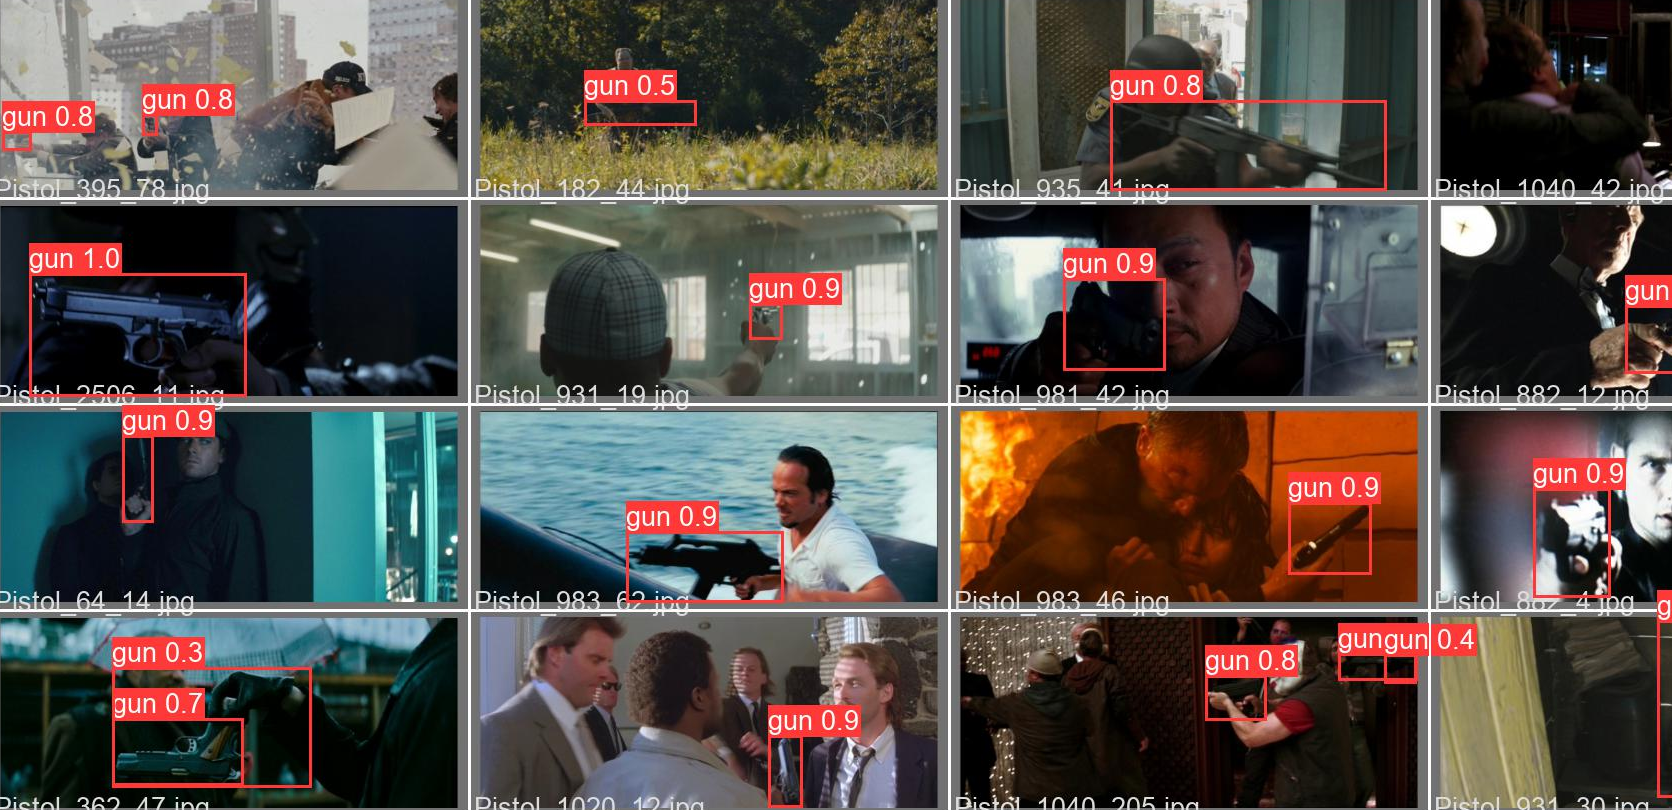 gun 0.8
gun 0.8
gun 0.5
gun 0.8
Pistol_395_78.jpg
Pistol_182_44.jpg
Pistol_935_41.jpg
Pistol_1040_42.jpg
gun 1.0
gun 0.9
gun 0.9
gun
Pistol_2506_11.jpg
Pistol_931_19.jpg
Pistol_981_42.jpg
Pistol_882_12.jpg
gun 0.9
gun 0.9
gun 0.9
gun 0.9
Pistol_64_14.jpg
Pistol_983_62.jpg
Pistol_983_46.jpg
Pistol_882_4.jpg
gun 0.3
gun 0.7
gun 0.9
gun 0.8
gun
gun 0.4
g
Pistol_362_47.jpg
Pistol_1020_12.jpg
Pistol_1040_205.jpg
Pistol_931_30.jpg